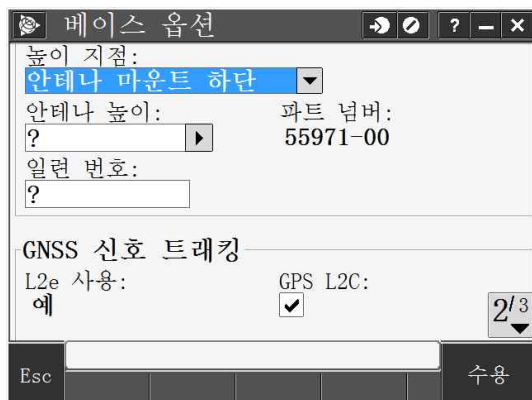 베이스 옵션
? – ×
높이 지점:
안테나 마운트 하단
안테나 높이: 파트 넘버:
? 55971-00
일련 번호:
?
GNSS 신호 트래킹
L2e 사용: GPS L2C:
예
2/3
Esc 수용